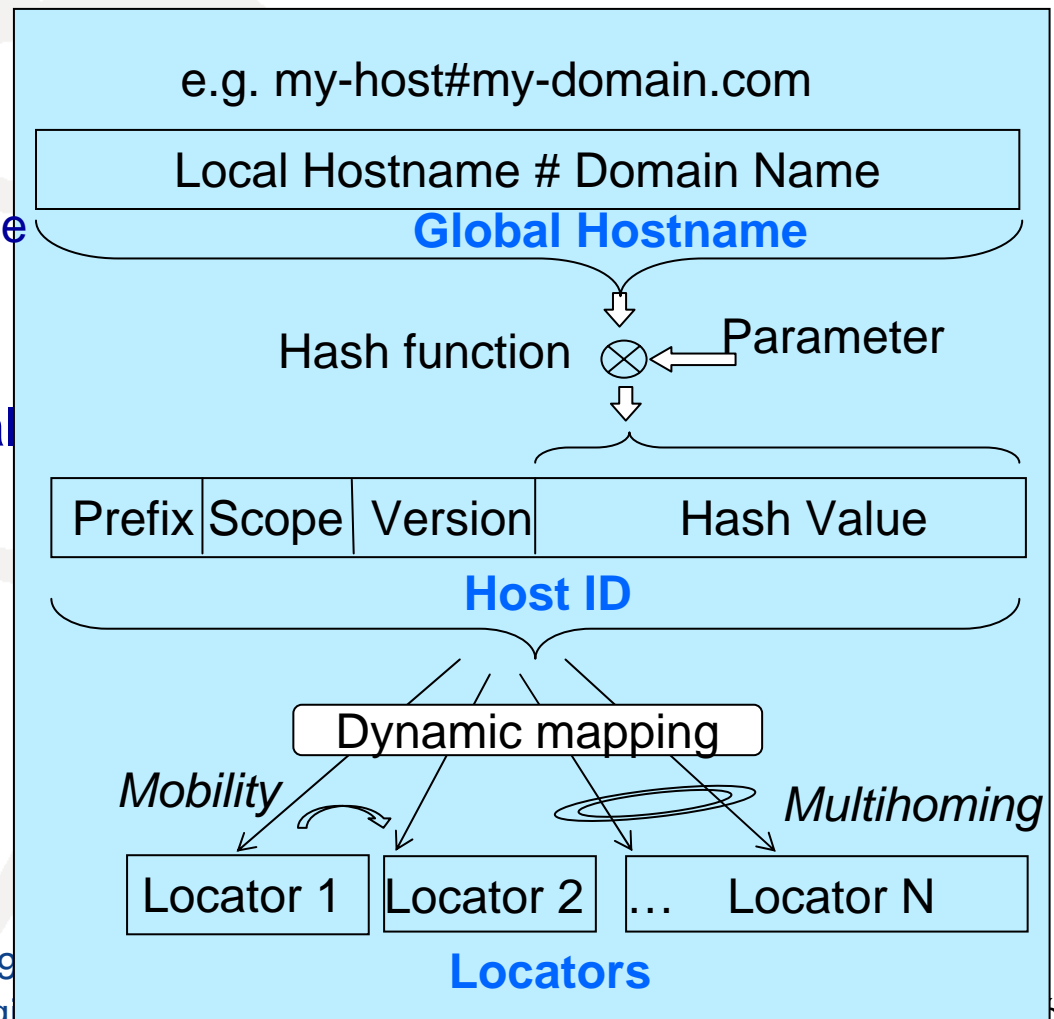 e.g. my-host#my-domain.com
Local Hostname # Domain Name
e
Global Hostname
Hash function
Parameter
Prefix Scope Version Hash Value
Host ID
Dynamic mapping
Mobility
Multihoming
Locator 1 Locator 2 … Locator N
Locators